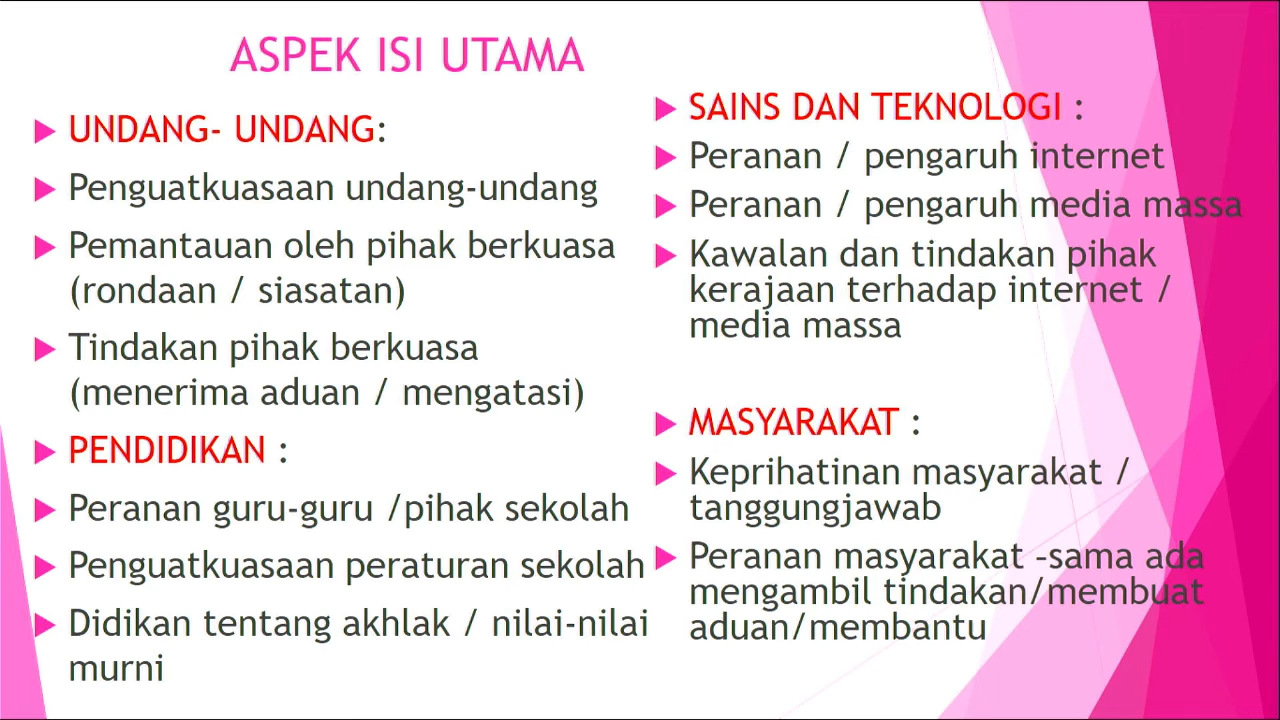 ASPEK ISI UTAMA
UNDANG- UNDANG:
Penguatkuasaan undang-undang
Pemantauan oleh pihak berkuasa
(rondaan / siasatan)
Tindakan pihak berkuasa
(menerima aduan / mengatasi)
PENDIDIKAN :
Peranan guru-guru /pihak sekolah
Penguatkuasaan peraturan sekolah
Didikan tentang akhlak / nilai-nilai
murni
SAINS DAN TEKNOLOGI :
Peranan / pengaruh internet
Peranan / pengaruh media massa
Kawalan dan tindakan pihak
kerajaan terhadap internet /
media massa
MASYARAKAT :
Keprihatinan masyarakat /
tanggungjawab
Peranan masyarakat –sama ada
mengambil tindakan/membuat
aduan/membantu